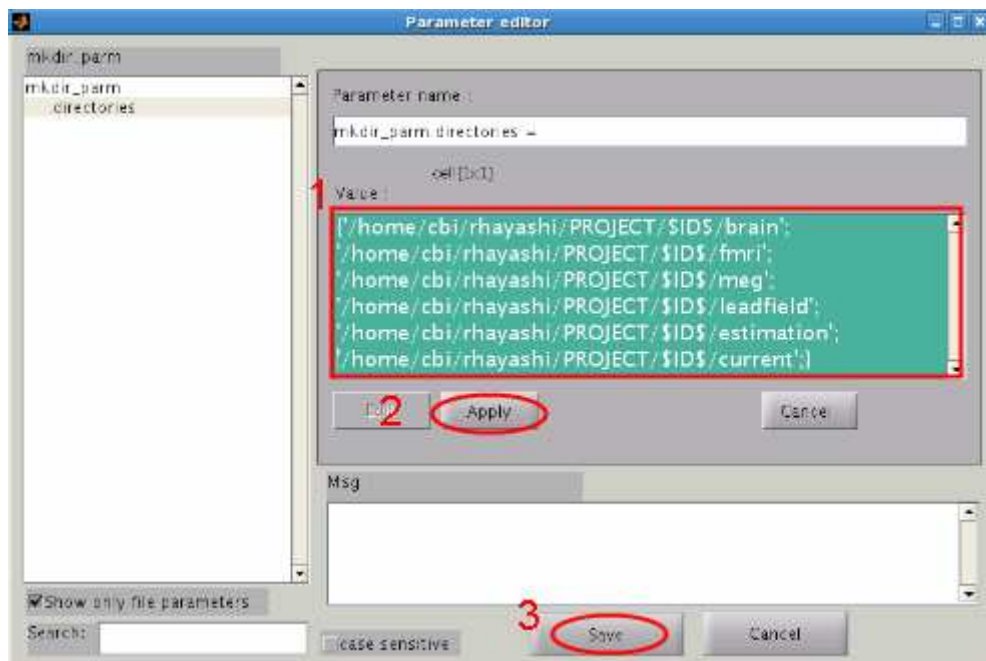 Parameter editor
mkdir_parm
mkdir_parm
directories
Parameter name :
mkdir_parm.directories =
cell [1x1]
1
Value :
{'/home/cbi/rhayashi/PROJECT/$ID$/brain';
'/home/cbi/rhayashi/PROJECT/$ID$/fmri';
'/home/cbi/rhayashi/PROJECT/$ID$/meg';
'/home/cbi/rhayashi/PROJECT/$ID$/leadfield';
'/home/cbi/rhayashi/PROJECT/$ID$/estimation';
'/home/cbi/rhayashi/PROJECT/$ID$/current';}
2
Apply
Cancel
Msg
Show only file parameters
Search:
case sensitive
3
Save
Cancel